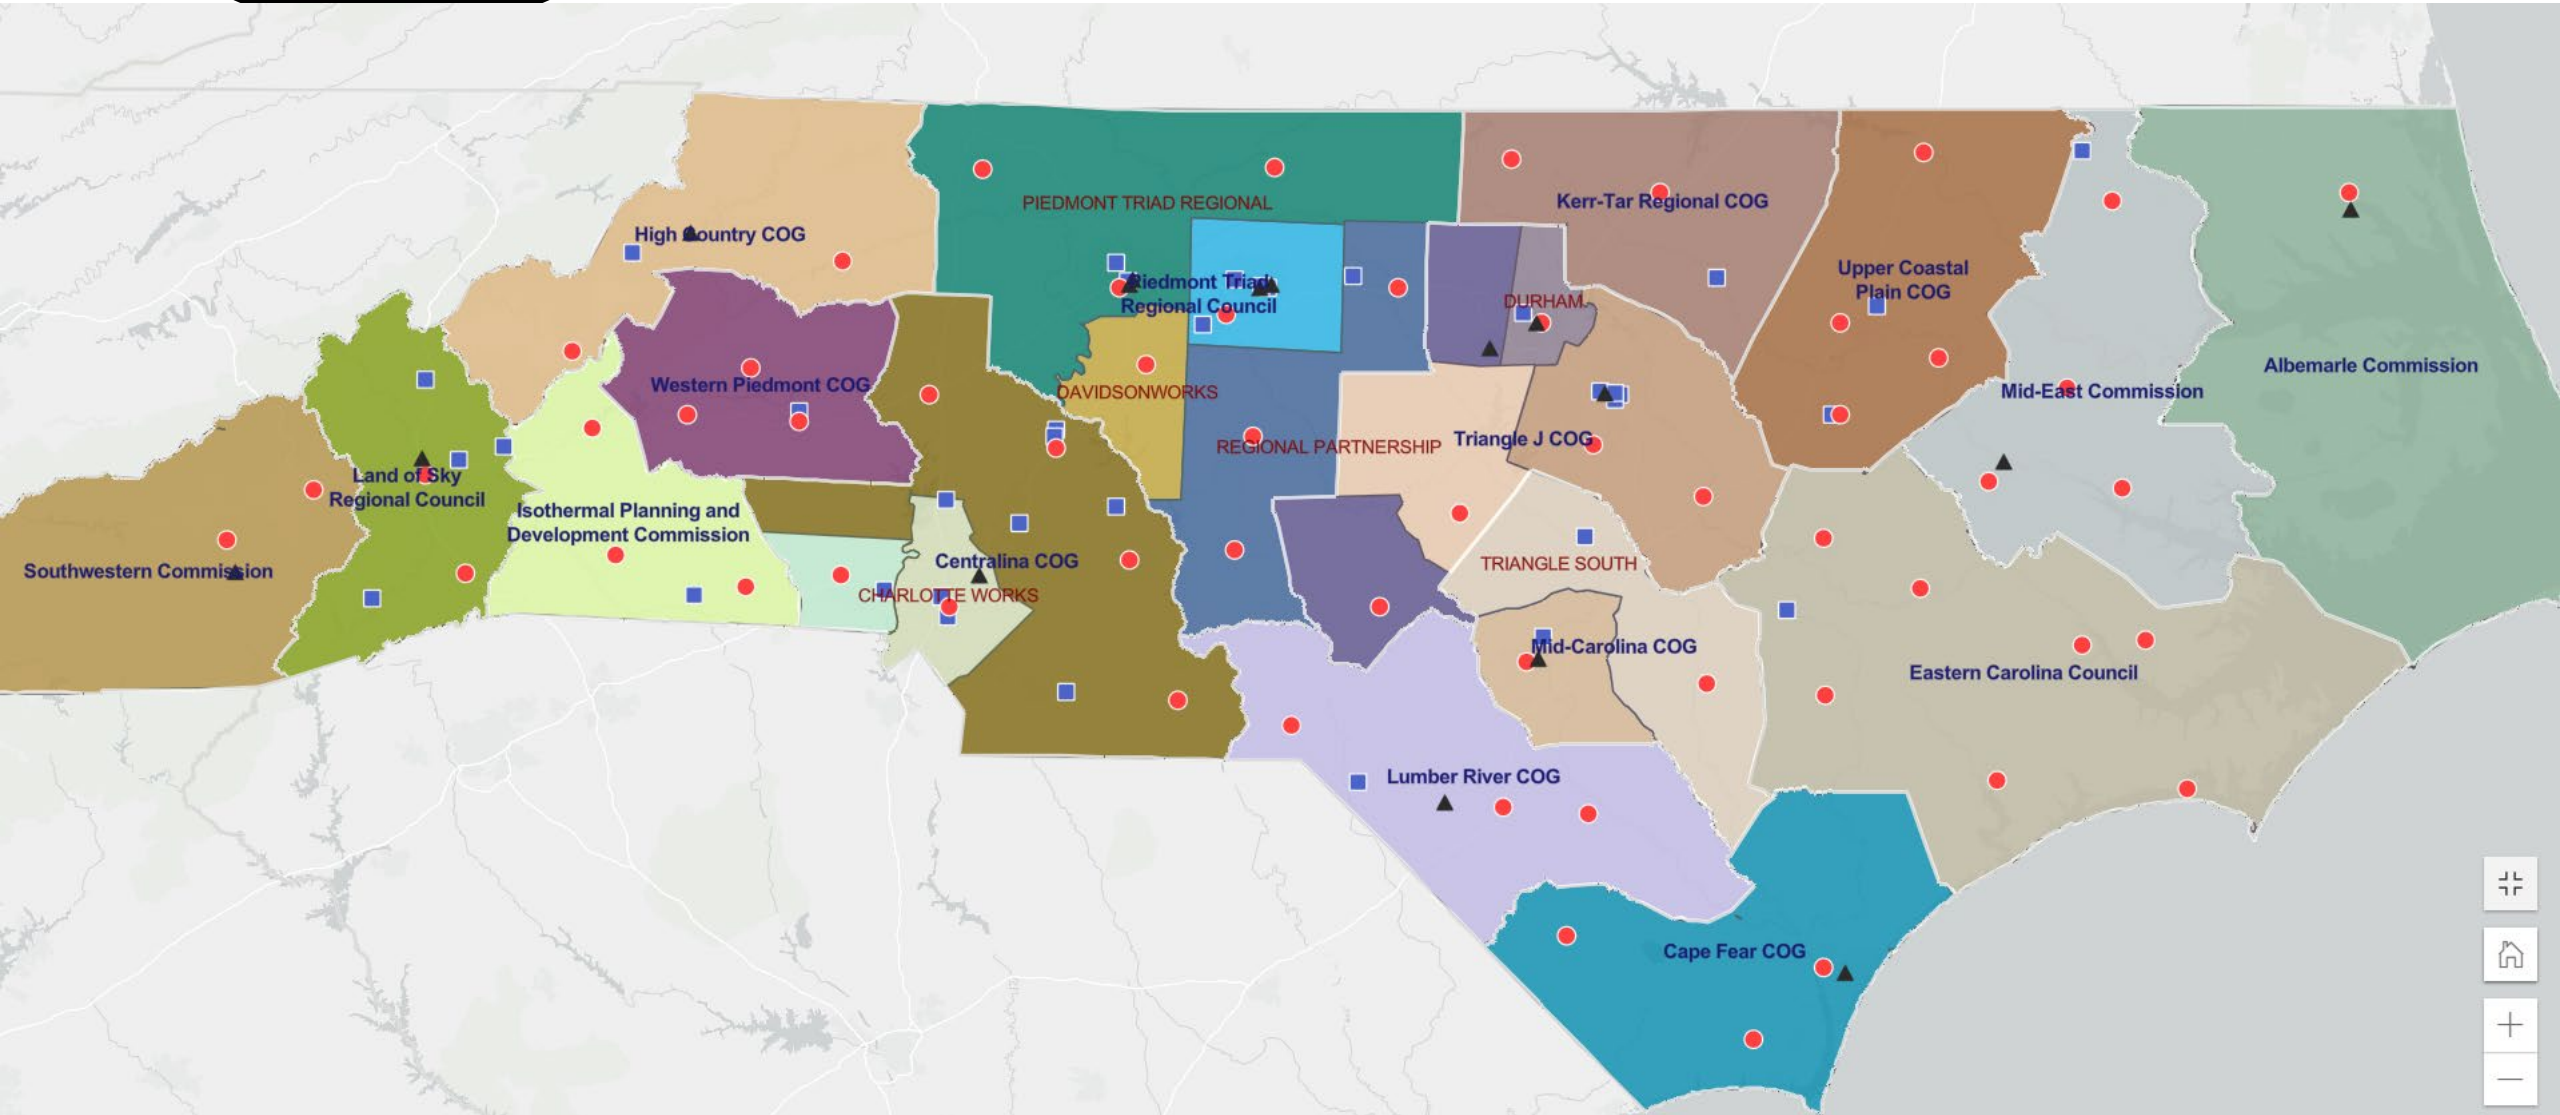 PIEDMONT TRIAD REGIONAL
Kerr-Tar Regional COG
High Country COG
Upper Coastal
Plain COG
Piedmont Triad
Regional Council
DURHAM
Albemarle Commission
Western Piedmont COG
DAVIDSONWORKS
Mid-East Commission
Triangle J COG
REGIONAL PARTNERSHIP
Land of Sky
Regional Council
Isothermal Planning and
Development Commission
Centralina COG
TRIANGLE SOUTH
Southwestern Commission
CHARLOTTE WORKS
Mid-Carolina COG
Eastern Carolina Council
Lumber River COG
Cape Fear COG